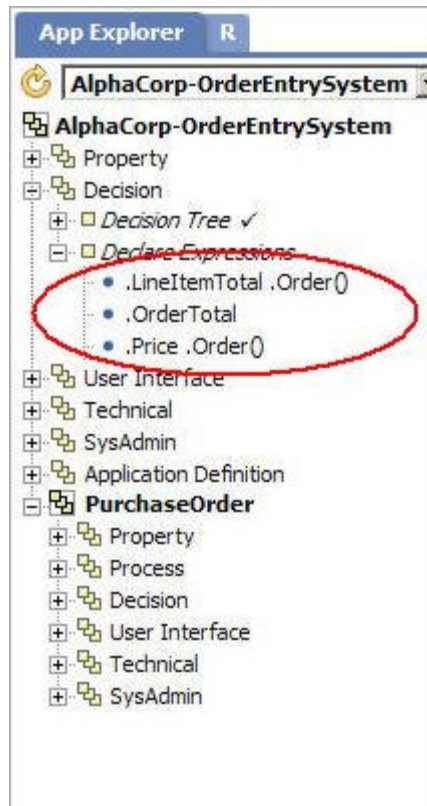 App Explorer R
AlphaCorp-OrderEntrySystem
AlphaCorp-OrderEntrySystem
Property
Decision
Decision Tree ✓
Declare Expressions
.LineItemTotal .Order()
.OrderTotal
.Price .Order()
User Interface
Technical
SysAdmin
Application Definition
PurchaseOrder
Property
Process
Decision
User Interface
Technical
SysAdmin